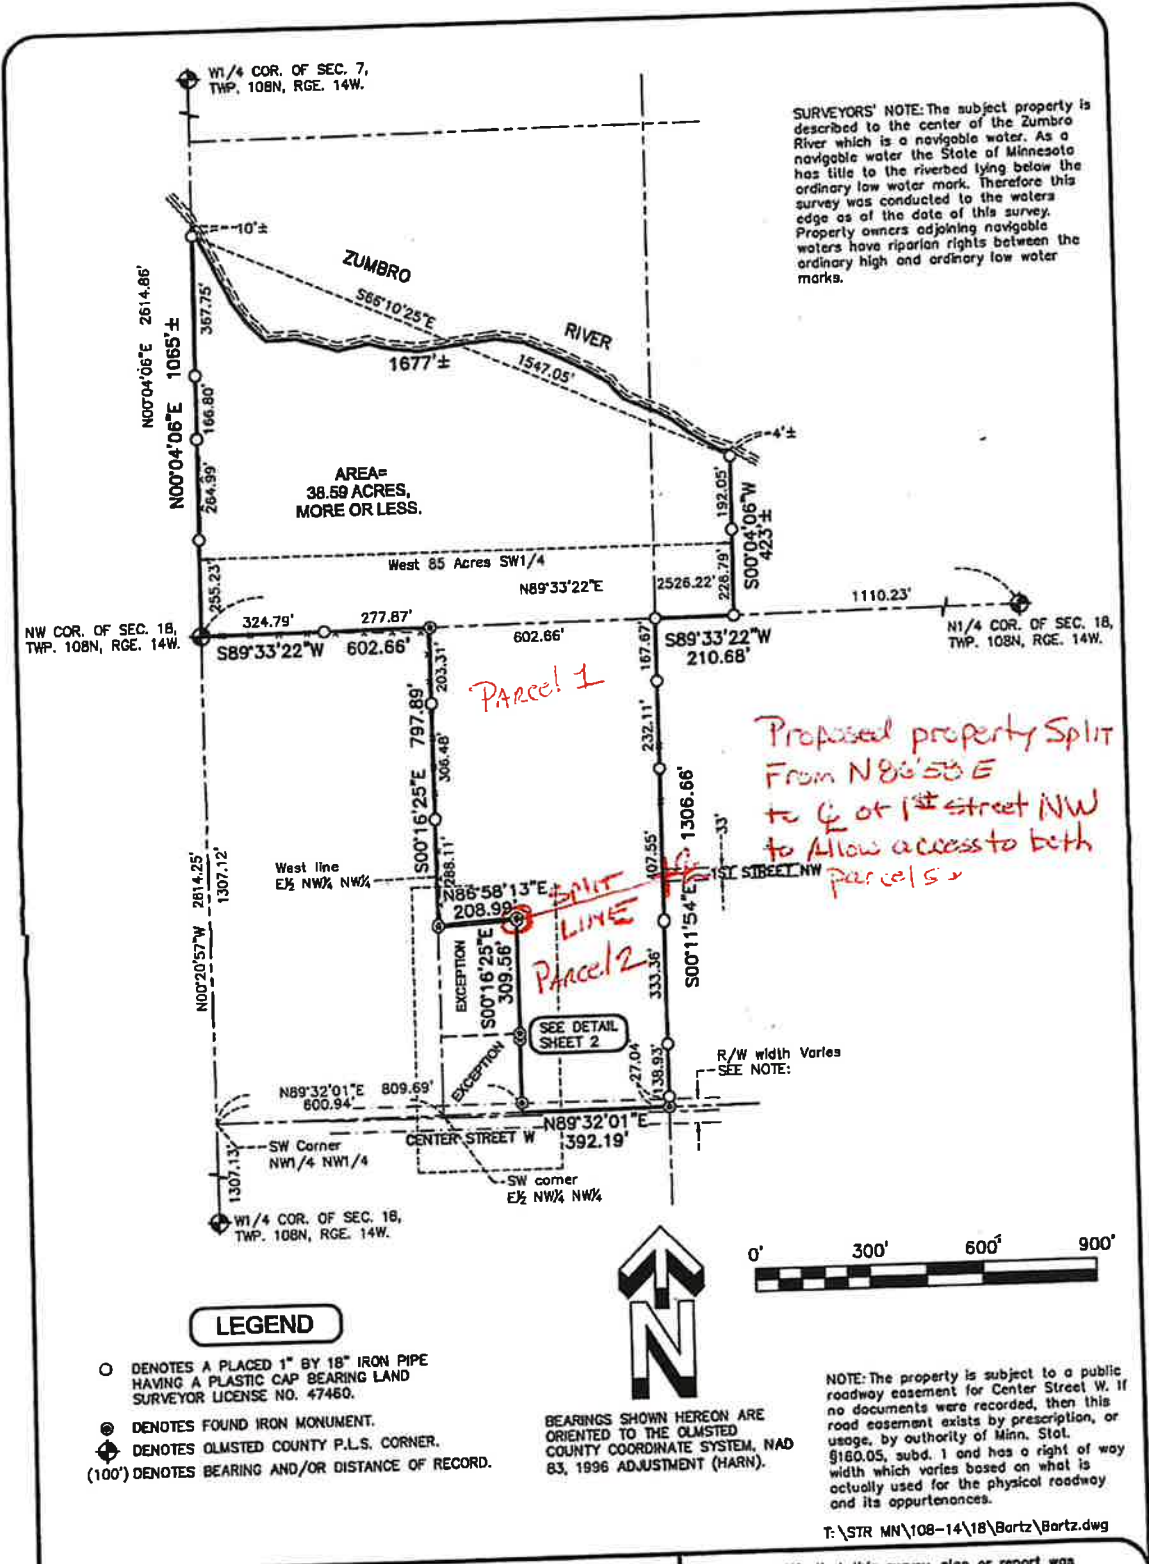 W1/4 COR. OF SEC. 7,
TWP. 108N, RGE. 14W.
SURVEYORS' NOTE: The subject property is
described to the center of the Zumbro
River which is a navigable water. As a
navigable water the State of Minnesota
has title to the riverbed lying below the
ordinary low water mark. Therefore this
survey was conducted to the waters
edge as of the date of this survey.
Property owners adjoining navigable
waters have riparian rights between the
ordinary high and ordinary low water
marks.
10'±
ZUMBRO
RIVER
S66°10'25"E
1547.05'
1677'±
4'±
N00°04'06"E 2614.86'
N00°04'06"E 1065'±
367.75'
166.80'
264.99'
255.23'
AREA=
38.59 ACRES,
MORE OR LESS.
192.05'
S00°04'06"W
423'±
228.79'
West 85 Acres SW1/4
N89°33'22"E
2526.22'
1110.23'
NW COR. OF SEC. 18,
TWP. 108N, RGE. 14W.
324.79'
277.87'
S89°33'22"W
602.66'
602.66'
S89°33'22"W
210.68'
N1/4 COR. OF SEC. 18,
TWP. 108N, RGE. 14W.
203.31'
797.89'
S00°16'25"E
306.48'
288.11'
167.67'
232.11'
407.55'
S00°11'54"E 1306.66'
333.36'
138.93'
27.04
PARCEl 1
Proposed property Split
From N86°58 E
to ℄ of 1st Street NW
to Allow access to both
parcels
33'
1ST STREET NW
West line
E½ NW¼ NW¼
N86°58'13"E
208.99'
SPlIT
LINE
PARCEl 2
N00°20'57"W 2614.25'
1307.12'
EXCEPTION
S00°16'25"E
309.56'
SEE DETAIL
SHEET 2
EXCEPTION
R/W width Varies
SEE NOTE:
N89°32'01"E 809.69'
600.94'
CENTER STREET W
N89°32'01"E
392.19'
SW Corner
NW1/4 NW1/4
1307.13'
SW corner
E½ NW¼ NW¼
W1/4 COR. OF SEC. 18,
TWP. 108N, RGE. 14W.
0' 300' 600' 900'
N
LEGEND
DENOTES A PLACED 1" BY 18" IRON PIPE
HAVING A PLASTIC CAP BEARING LAND
SURVEYOR LICENSE NO. 47460.
DENOTES FOUND IRON MONUMENT.
DENOTES OLMSTED COUNTY P.L.S. CORNER.
(100') DENOTES BEARING AND/OR DISTANCE OF RECORD.
BEARINGS SHOWN HEREON ARE
ORIENTED TO THE OLMSTED
COUNTY COORDINATE SYSTEM, NAD
83, 1996 ADJUSTMENT (HARN).
NOTE: The property is subject to a public
roadway easement for Center Street W. If
no documents were recorded, then this
road easement exists by prescription, or
usage, by authority of Minn. Stat.
§160.05, subd. 1 and has a right of way
width which varies based on what is
actually used for the physical roadway
and its appurtenances.
T:\STR MN\108-14\18\Bartz\Bartz.dwg
this survey, plan or report was